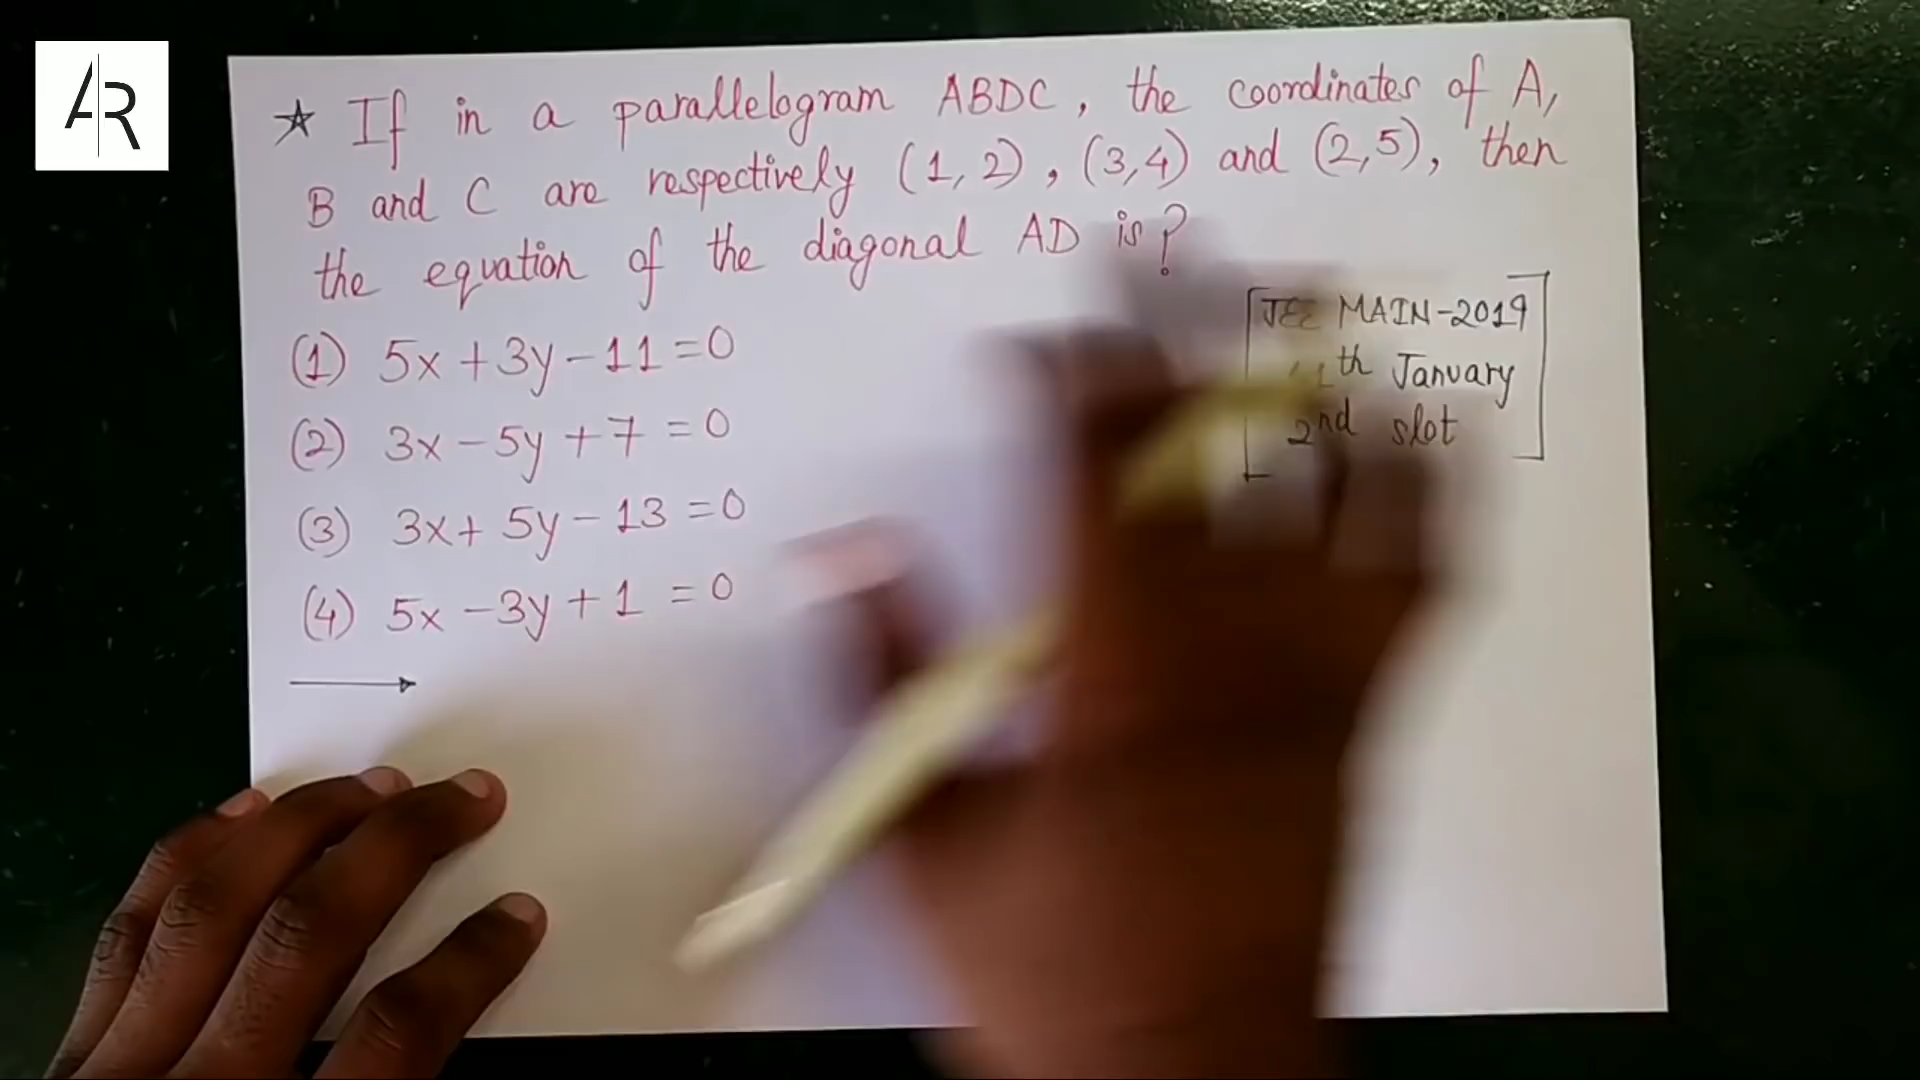 AR
☆ If in a parallelogram ABDC, the coordinates of A,
B and C are respectively (1, 2), (3,4) and (2,5), then
the equation of the diagonal AD is?
(1) 5x + 3y - 11 = 0
(2) 3x - 5y + 7 = 0
(3) 3x + 5y - 13 = 0
(4) 5x - 3y + 1 = 0
[JEE MAIN-2019
th January
2nd slot]